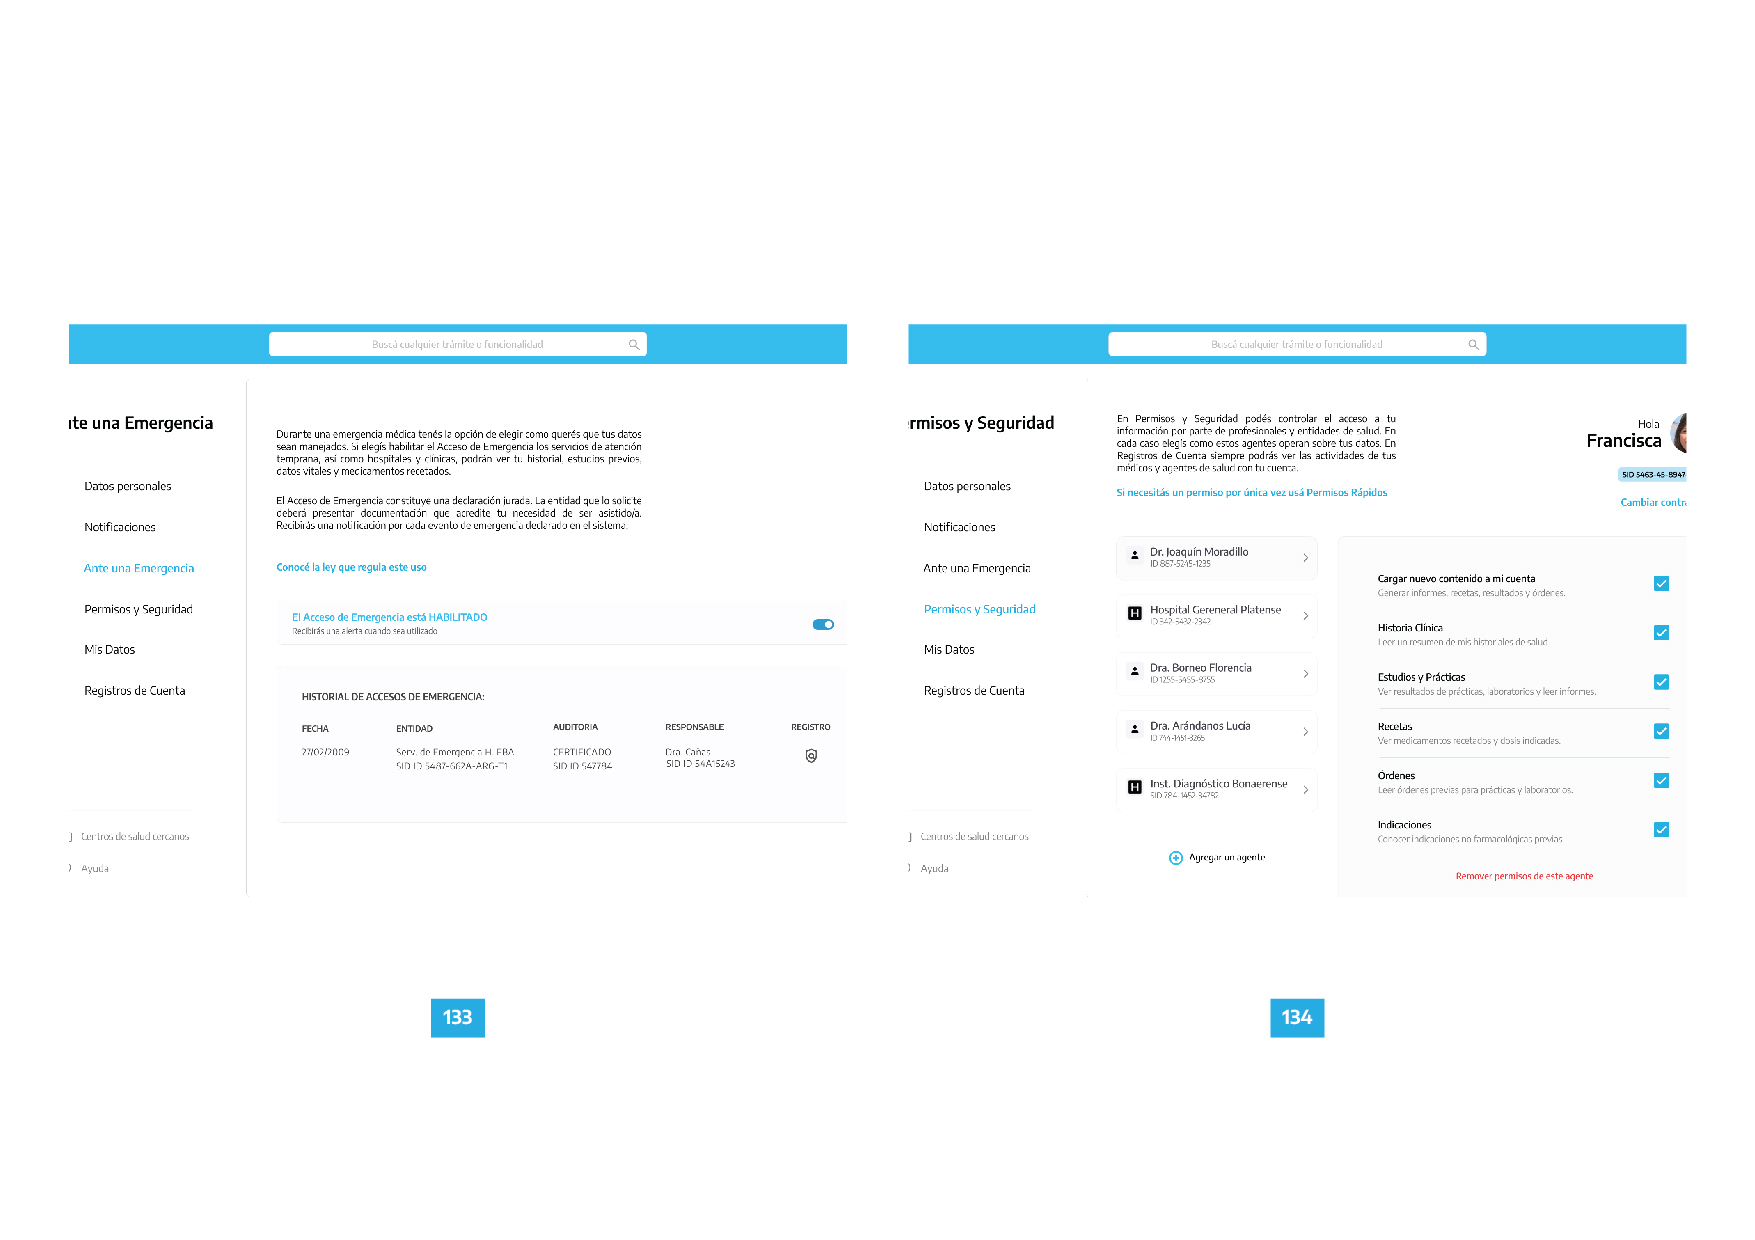 Buscá cualquier trámite o funcionalidad
nte una Emergencia
Datos personales
Notificaciones
Ante una Emergencia
Permisos y Seguridad
Mis Datos
Registros de Cuenta
Centros de salud cercanos
Ayuda
Durante una emergencia médica tenés la opción de elegir como querés que tus datos
sean manejados. Si elegís habilitar el Acceso de Emergencia los servicios de atención
temprana, así como hospitales y clínicas, podrán ver tu historial, estudios previos,
datos vitales y medicamentos recetados.
El Acceso de Emergencia constituye una declaración jurada. La entidad que lo solicite
deberá presentar documentación que acredite tu necesidad de ser asistido/a.
Recibirás una notificación por cada evento de emergencia declarado en el sistema.
Conocé la ley que regula este uso
El Acceso de Emergencia está HABILITADO
Recibirás una alerta cuando sea utilizado
HISTORIAL DE ACCESOS DE EMERGENCIA:
FECHA ENTIDAD AUDITORIA RESPONSABLE REGISTRO
27/02/2009 Serv. de Emergencia H. EBA CERTIFICADO Dra. Cañas
SID ID 5487-662A-ARG-T1 SID ID 547784 SID ID 54A15243
133
Buscá cualquier trámite o funcionalidad
rmisos y Seguridad
Datos personales
Notificaciones
Ante una Emergencia
Permisos y Seguridad
Mis Datos
Registros de Cuenta
Centros de salud cercanos
Ayuda
En Permisos y Seguridad podés controlar el acceso a tu
información por parte de profesionales y entidades de salud. En
cada caso elegís como estos agentes operan sobre tus datos. En
Registros de Cuenta siempre podrás ver las actividades de tus
médicos y agentes de salud con tu cuenta.
Si necesitás un permiso por única vez usá Permisos Rápidos
Hola
Francisca
SID 5463-45-8947
Cambiar contra
Dr. Joaquín Moradillo
ID 887-5245-1235
Hospital Gereneral Platense
ID 542-5432-2342
Dra. Borneo Florencia
ID 1255-5455-8755
Dra. Arándanos Lucía
ID 744-1451-3265
Inst. Diagnóstico Bonaerense
SID 784-1452-84752
Agregar un agente
Cargar nuevo contenido a mi cuenta
Generar informes, recetas, resultados y órdenes.
Historia Clínica
Leer un resumen de mis historiales de salud
Estudios y Prácticas
Ver resultados de prácticas, laboratorios y leer informes.
Recetas
Ver medicamentos recetados y dosis indicadas.
Órdenes
Leer órdenes previas para prácticas y laboratorios.
Indicaciones
Conocer indicaciones no farmacológicas previas
Remover permisos de este agente
134